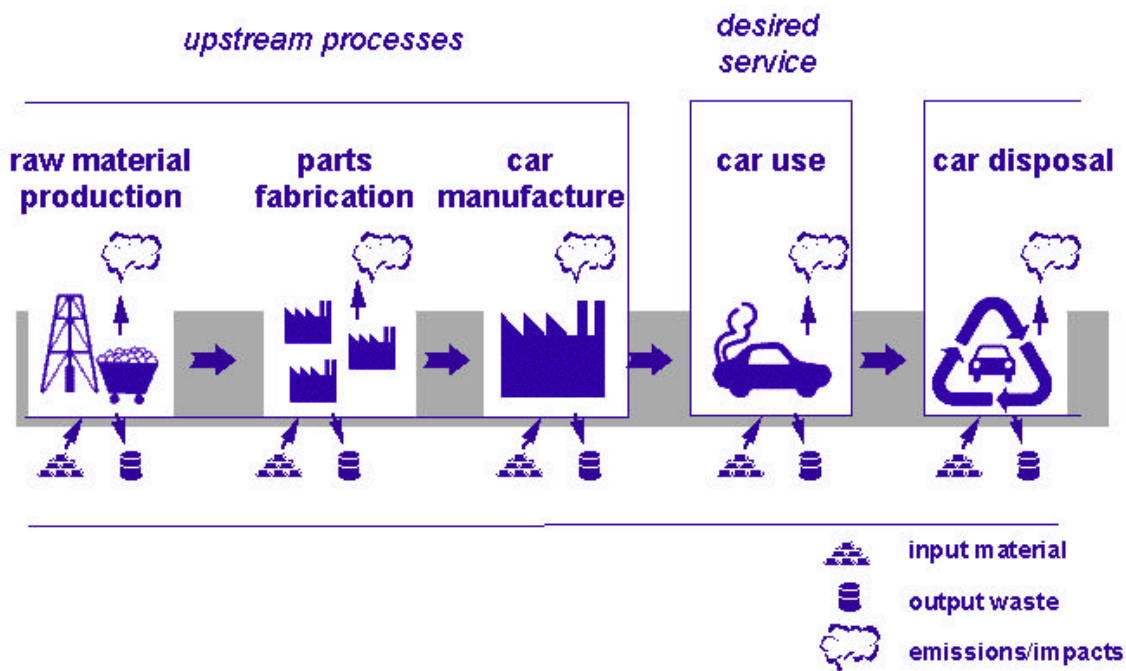 upstream processes
desired
service
raw material
production
parts
fabrication
car
manufacture
car use
car disposal
input material
output waste
emissions/impacts